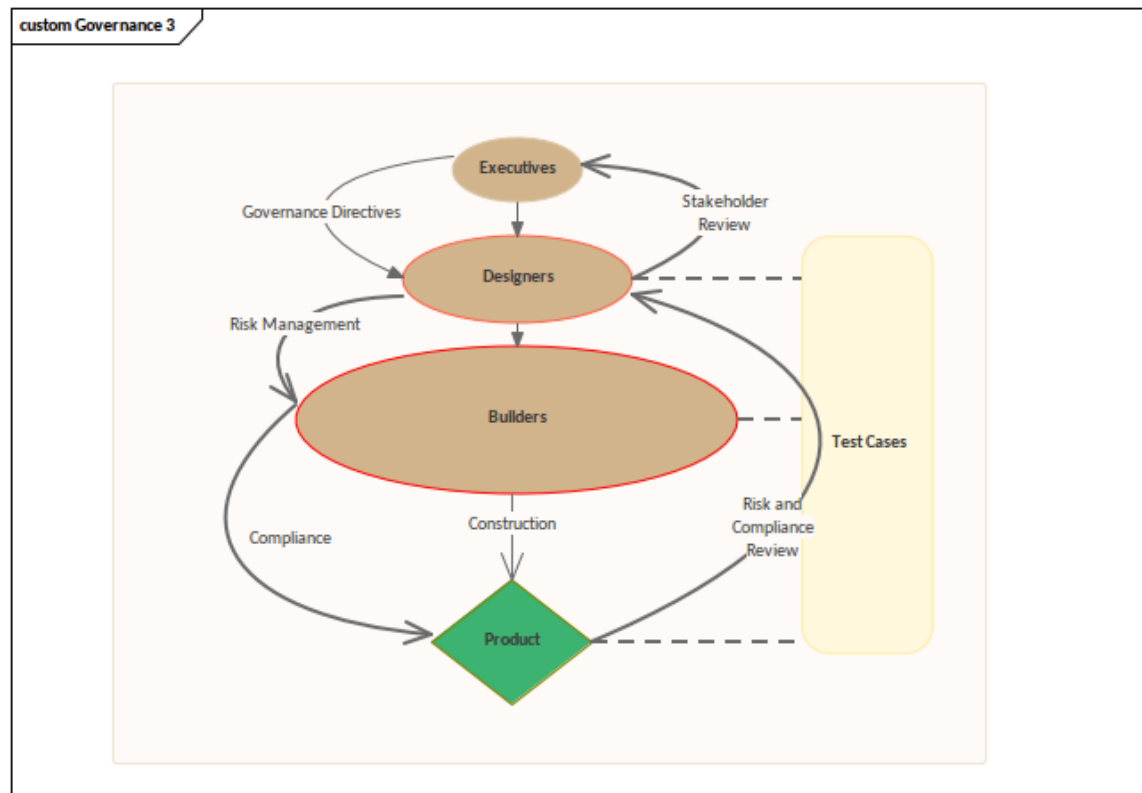 custom Governance 3
Executives
Stakeholder
Review
Governance Directives
Designers
Risk Management
Builders
Test Cases
Risk and
Compliance
Review
Construction
Compliance
Product